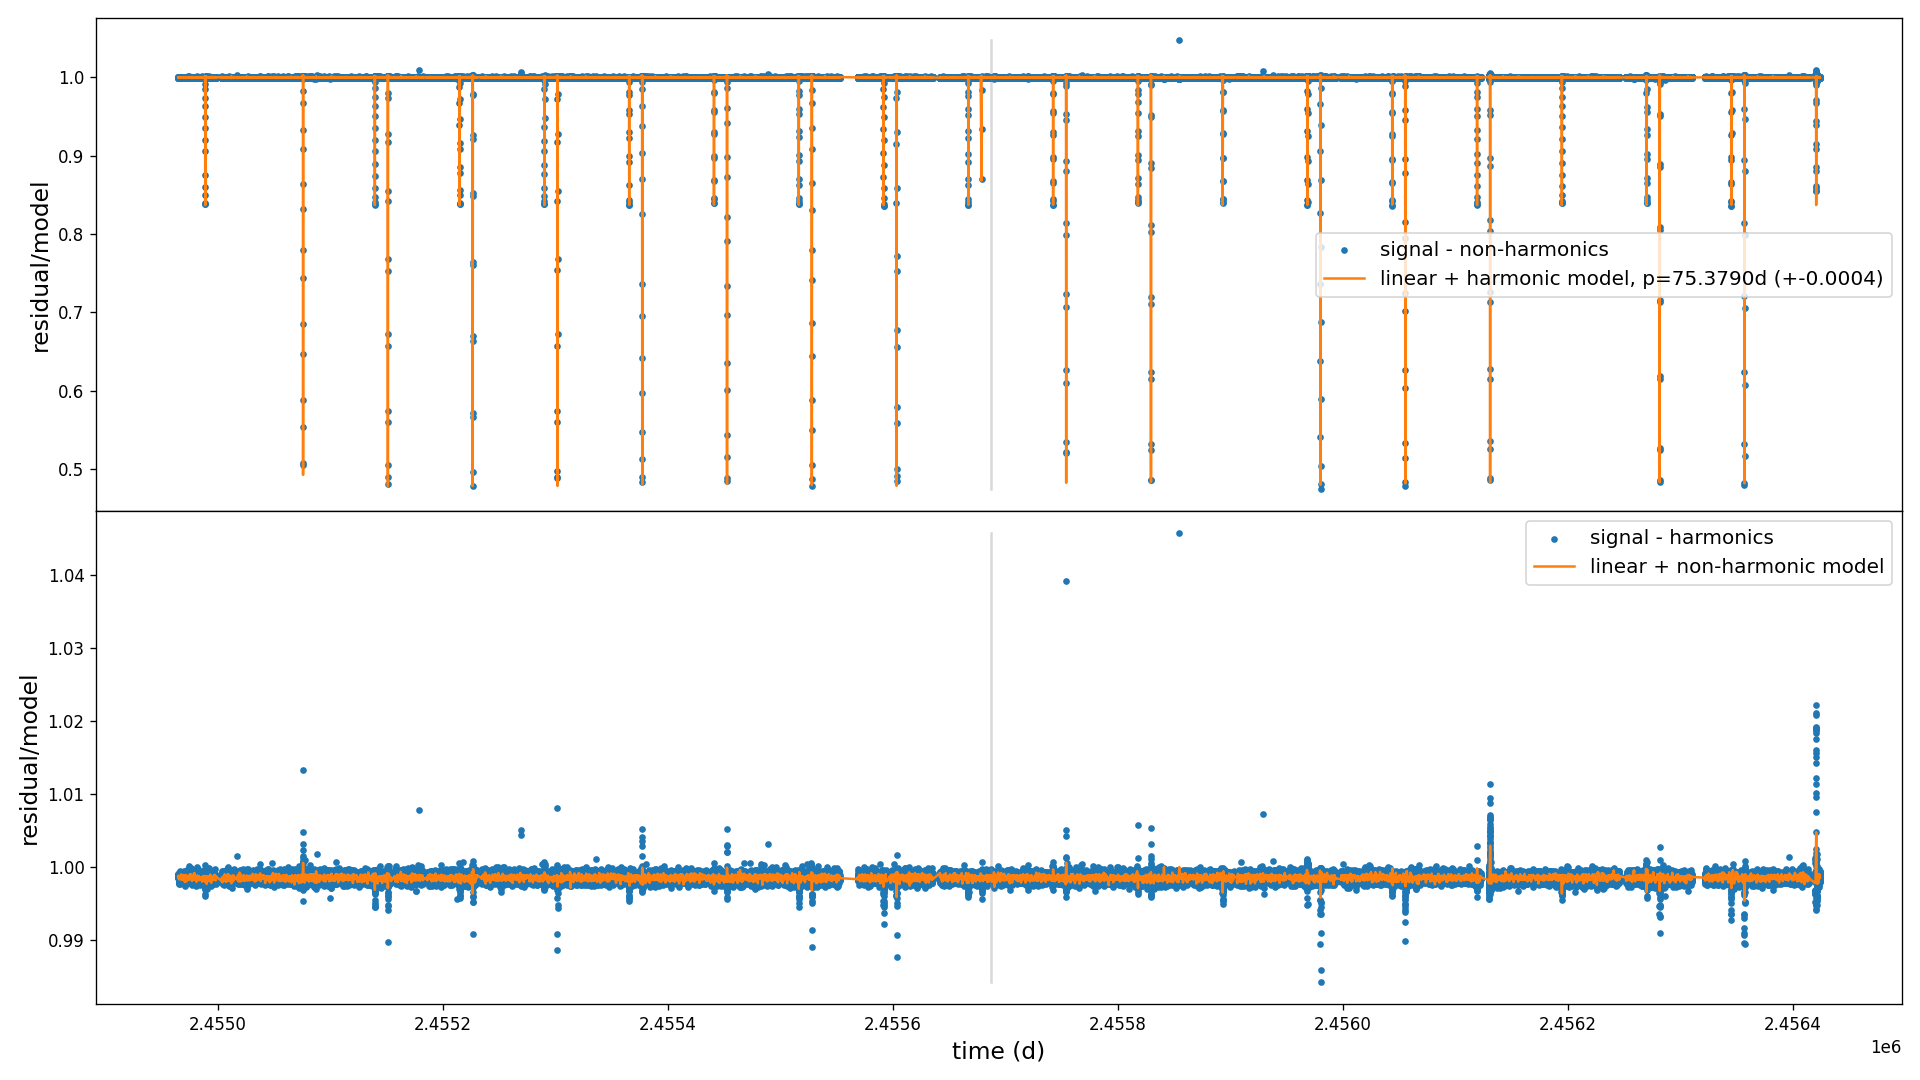 1.0
0.9
0.8
0.7
0.6
0.5
residual/model
signal - non-harmonics
linear + harmonic model, p=75.3790d (+-0.0004)
1.04
1.03
1.02
1.01
1.00
0.99
residual/model
signal - harmonics
linear + non-harmonic model
2.4550
2.4552
2.4554
2.4556
2.4558
2.4560
2.4562
2.4564
time (d)
1e6